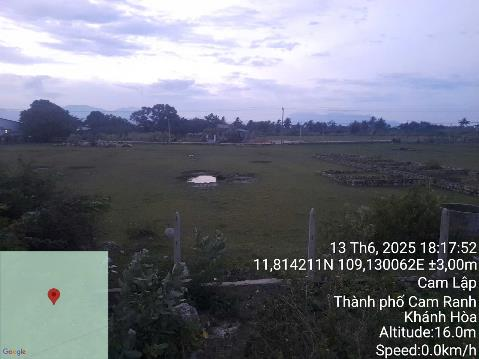 13 Th6, 2025 18:17:52
11,814211N 109,130062E ±3,00m
Cam Lập
Thành phố Cam Ranh
Khánh Hòa
Altitude:16.0m
Speed:0.0km/h
Google